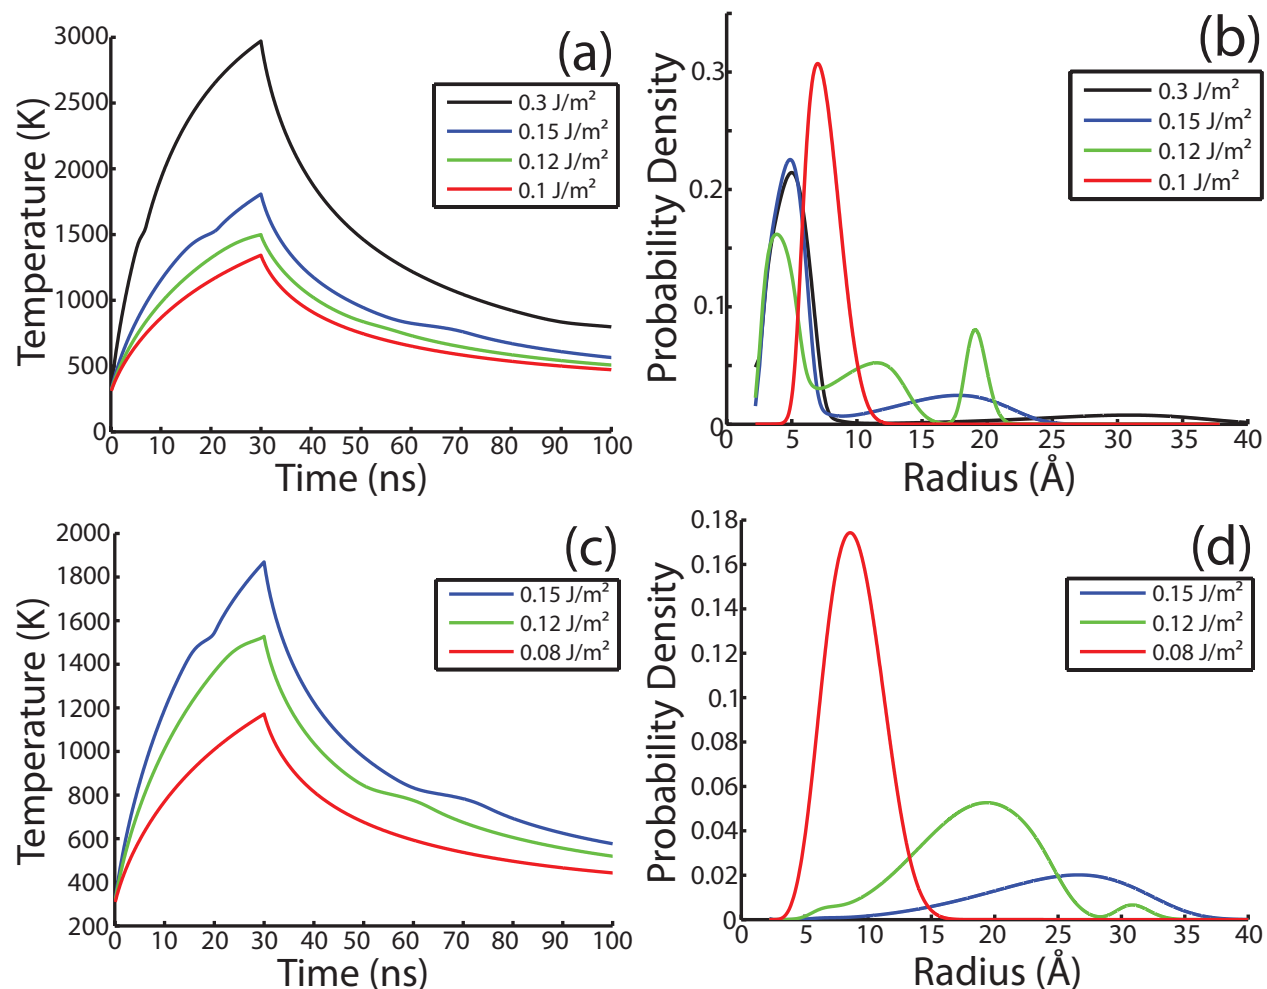 (a)
Temperature (K)
3000
2500
2000
1500
1000
500
0
0 10 20 30 40 50 60 70 80 90 100
Time (ns)
0.3 J/m²
0.15 J/m²
0.12 J/m²
0.1 J/m²
(b)
Probability Density
0.3
0.2
0.1
0
0 5 10 15 20 25 30 35 40
Radius (Å)
0.3 J/m²
0.15 J/m²
0.12 J/m²
0.1 J/m²
(c)
Temperature (K)
2000
1800
1600
1400
1200
1000
800
600
400
200
0 10 20 30 40 50 60 70 80 90 100
Time (ns)
0.15 J/m²
0.12 J/m²
0.08 J/m²
(d)
Probability Density
0.18
0.16
0.14
0.12
0.1
0.08
0.06
0.04
0.02
0
0 5 10 15 20 25 30 35 40
Radius (Å)
0.15 J/m²
0.12 J/m²
0.08 J/m²